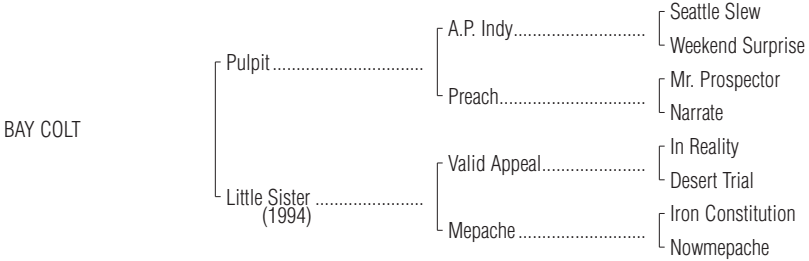 Seattle Slew
A.P. Indy..............................
Weekend Surprise
Pulpit..................................
Mr. Prospector
Preach.................................
Narrate
BAY COLT
In Reality
Valid Appeal........................
Desert Trial
Little Sister ........................
(1994)
Iron Constitution
Mepache .............................
Nowmepache